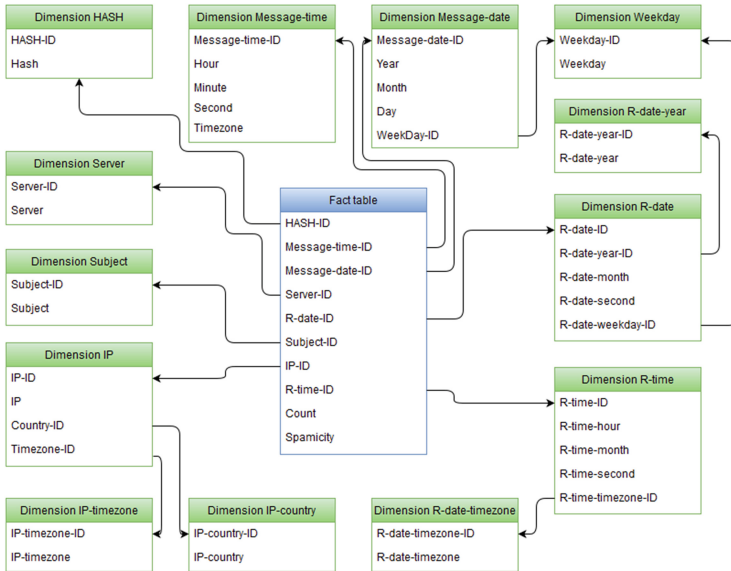 Dimension HASH
HASH-ID
Hash
Dimension Message-time
Message-time-ID
Hour
Minute
Second
Timezone
Dimension Message-date
Message-date-ID
Year
Month
Day
WeekDay-ID
Dimension Weekday
Weekday-ID
Weekday
Dimension R-date-year
R-date-year-ID
R-date-year
Dimension Server
Server-ID
Server
Fact table
HASH-ID
Message-time-ID
Message-date-ID
Server-ID
R-date-ID
Subject-ID
IP-ID
R-time-ID
Count
Spamicity
Dimension R-date
R-date-ID
R-date-year-ID
R-date-month
R-date-second
R-date-weekday-ID
Dimension Subject
Subject-ID
Subject
Dimension IP
IP-ID
IP
Country-ID
Timezone-ID
Dimension R-time
R-time-ID
R-time-hour
R-time-month
R-time-second
R-time-timezone-ID
Dimension IP-timezone
IP-timezone-ID
IP-timezone
Dimension IP-country
IP-country-ID
IP-country
Dimension R-date-timezone
R-date-timezone-ID
R-date-timezone